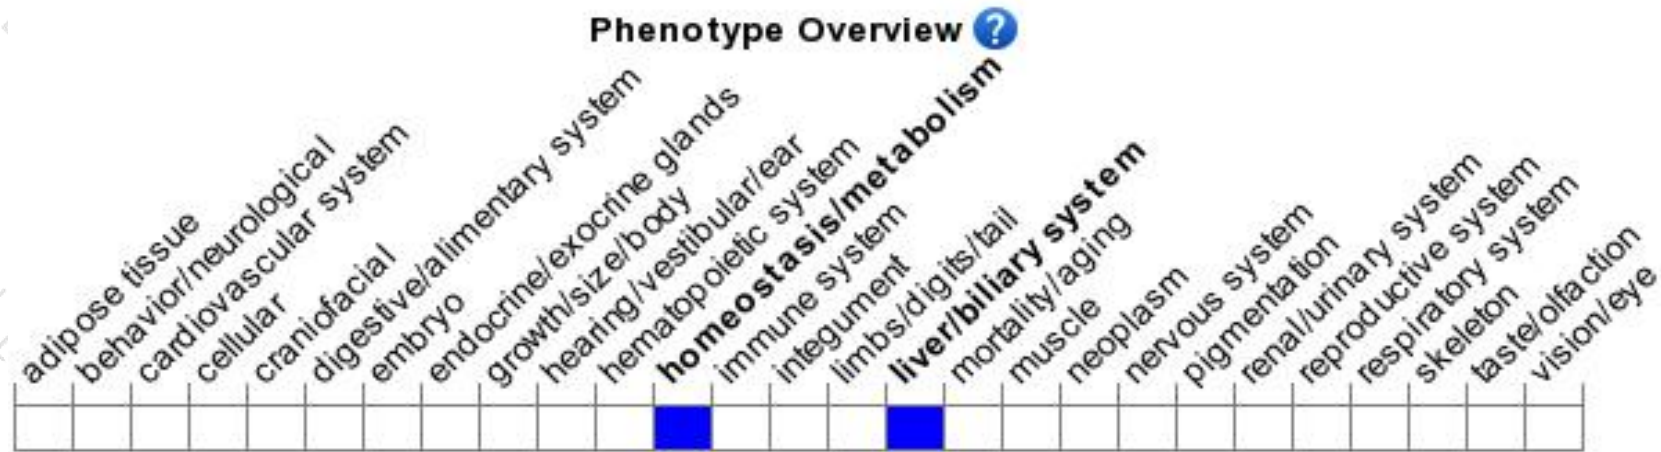 Phenotype Overview ?
adipose tissue
behavior/neurological
cardiovascular system
cellular
craniofacial
digestive/alimentary system
embryo
endocrine/exocrine glands
growth/size/body
hearing/vestibular/ear
hematopoietic system
homeostasis/metabolism
immune system
integument
limbs/digits/tail
liver/biliary system
mortality/aging
muscle
neoplasm
nervous system
pigmentation
renal/urinary system
reproductive system
respiratory system
skeleton
taste/olfaction
vision/eye